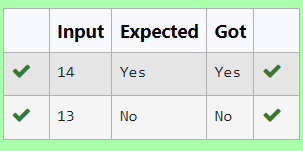 Input Expected Got
14 Yes Yes
13 No No